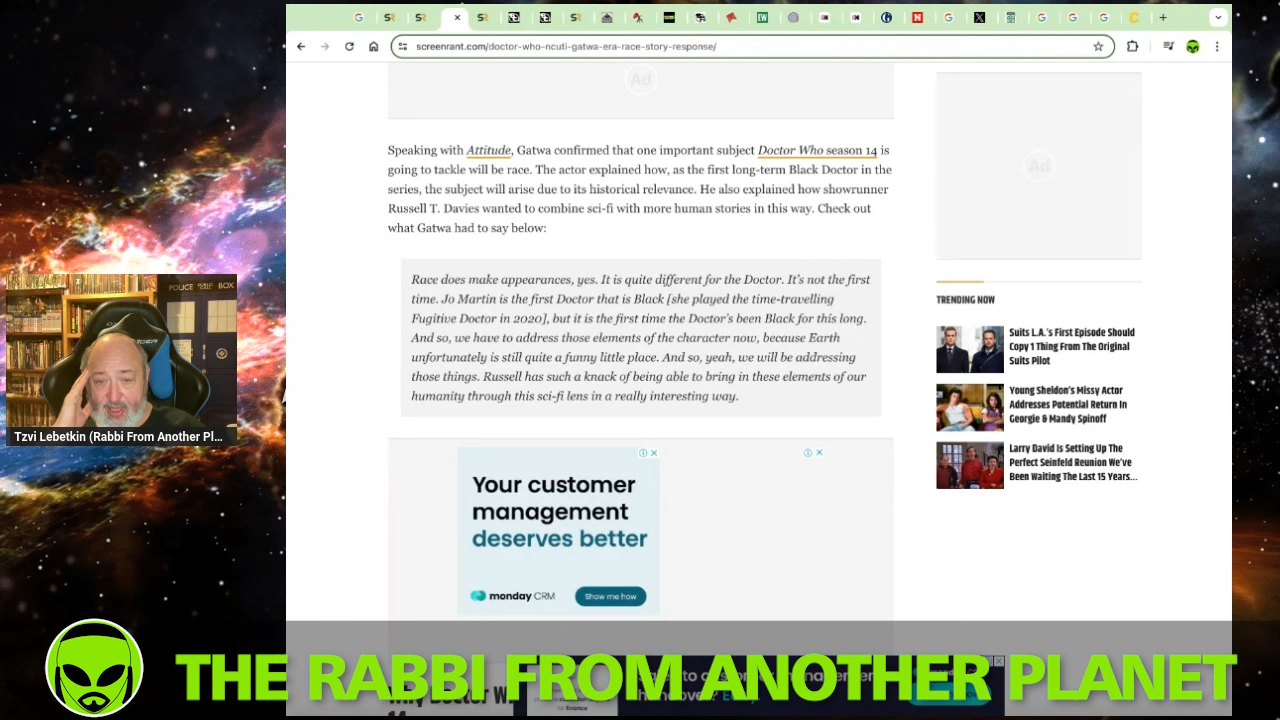 screenrant.com/doctor-who-ncuti-gatwa-era-race-story-response/
Ad
Speaking with Attitude, Gatwa confirmed that one important subject Doctor Who season 14 is
going to tackle will be race. The actor explained how, as the first long-term Black Doctor in the
series, the subject will arise due to its historical relevance. He also explained how showrunner
Russell T. Davies wanted to combine sci-fi with more human stories in this way. Check out
what Gatwa had to say below:
Race does make appearances, yes. It is quite different for the Doctor. It's not the first
time. Jo Martin is the first Doctor that is Black [she played the time-travelling
Fugitive Doctor in 2020], but it is the first time the Doctor's been Black for this long.
And so, we have to address those elements of the character now, because Earth
unfortunately is still quite a funny little place. And so, yeah, we will be addressing
those things. Russell has such a knack of being able to bring in these elements of our
humanity through this sci-fi lens in a really interesting way.
Ad
TRENDING NOW
Suits L.A.'s First Episode Should
Copy 1 Thing From The Original
Suits Pilot
Young Sheldon's Missy Actor
Addresses Potential Return In
Georgie & Mandy Spinoff
Larry David Is Setting Up The
Perfect Seinfeld Reunion We've
Been Waiting The Last 15 Years...
Your customer
management
deserves better
monday CRM
Show me how
POLICE BOX
Tzvi Lebetkin (Rabbi From Another Pl...
THE RABBI FROM ANOTHER PLANET